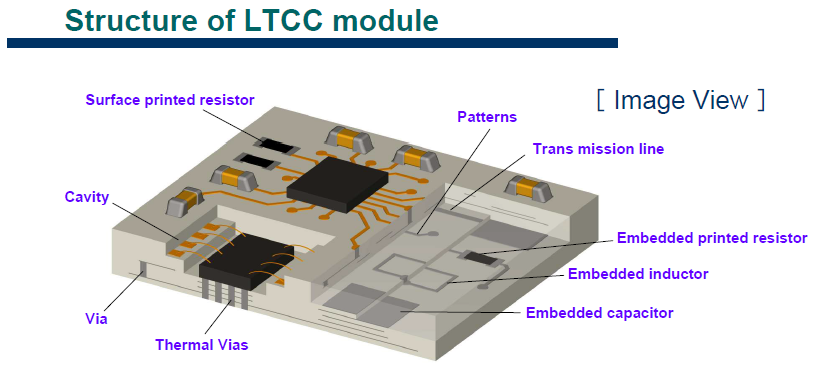 Structure of LTCC module
[ Image View ]
Surface printed resistor
Patterns
Trans mission line
Cavity
Embedded printed resistor
Embedded inductor
Embedded capacitor
Via
Thermal Vias